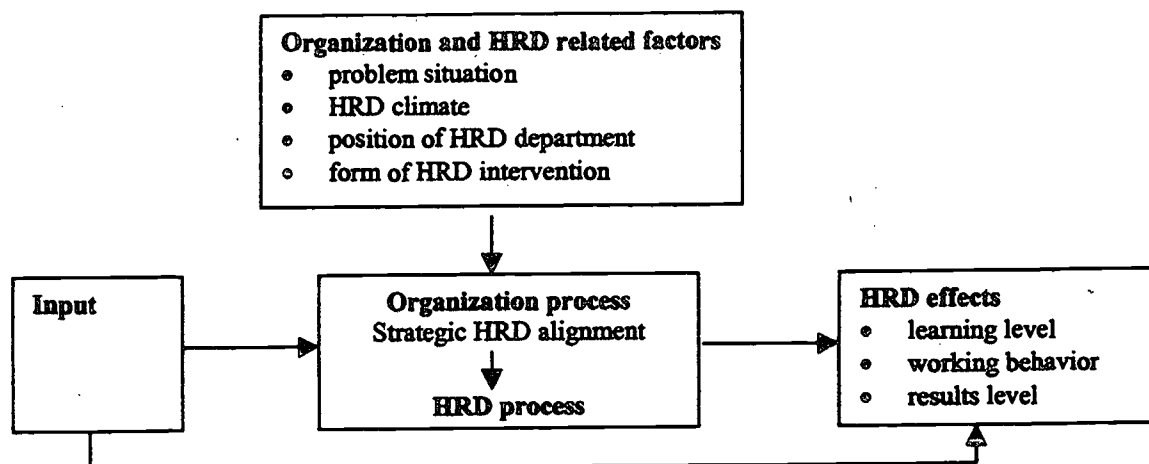 Organization and HRD related factors
• problem situation
• HRD climate
• position of HRD department
• form of HRD intervention
Input
Organization process
Strategic HRD alignment
HRD process
HRD effects
• learning level
• working behavior
• results level